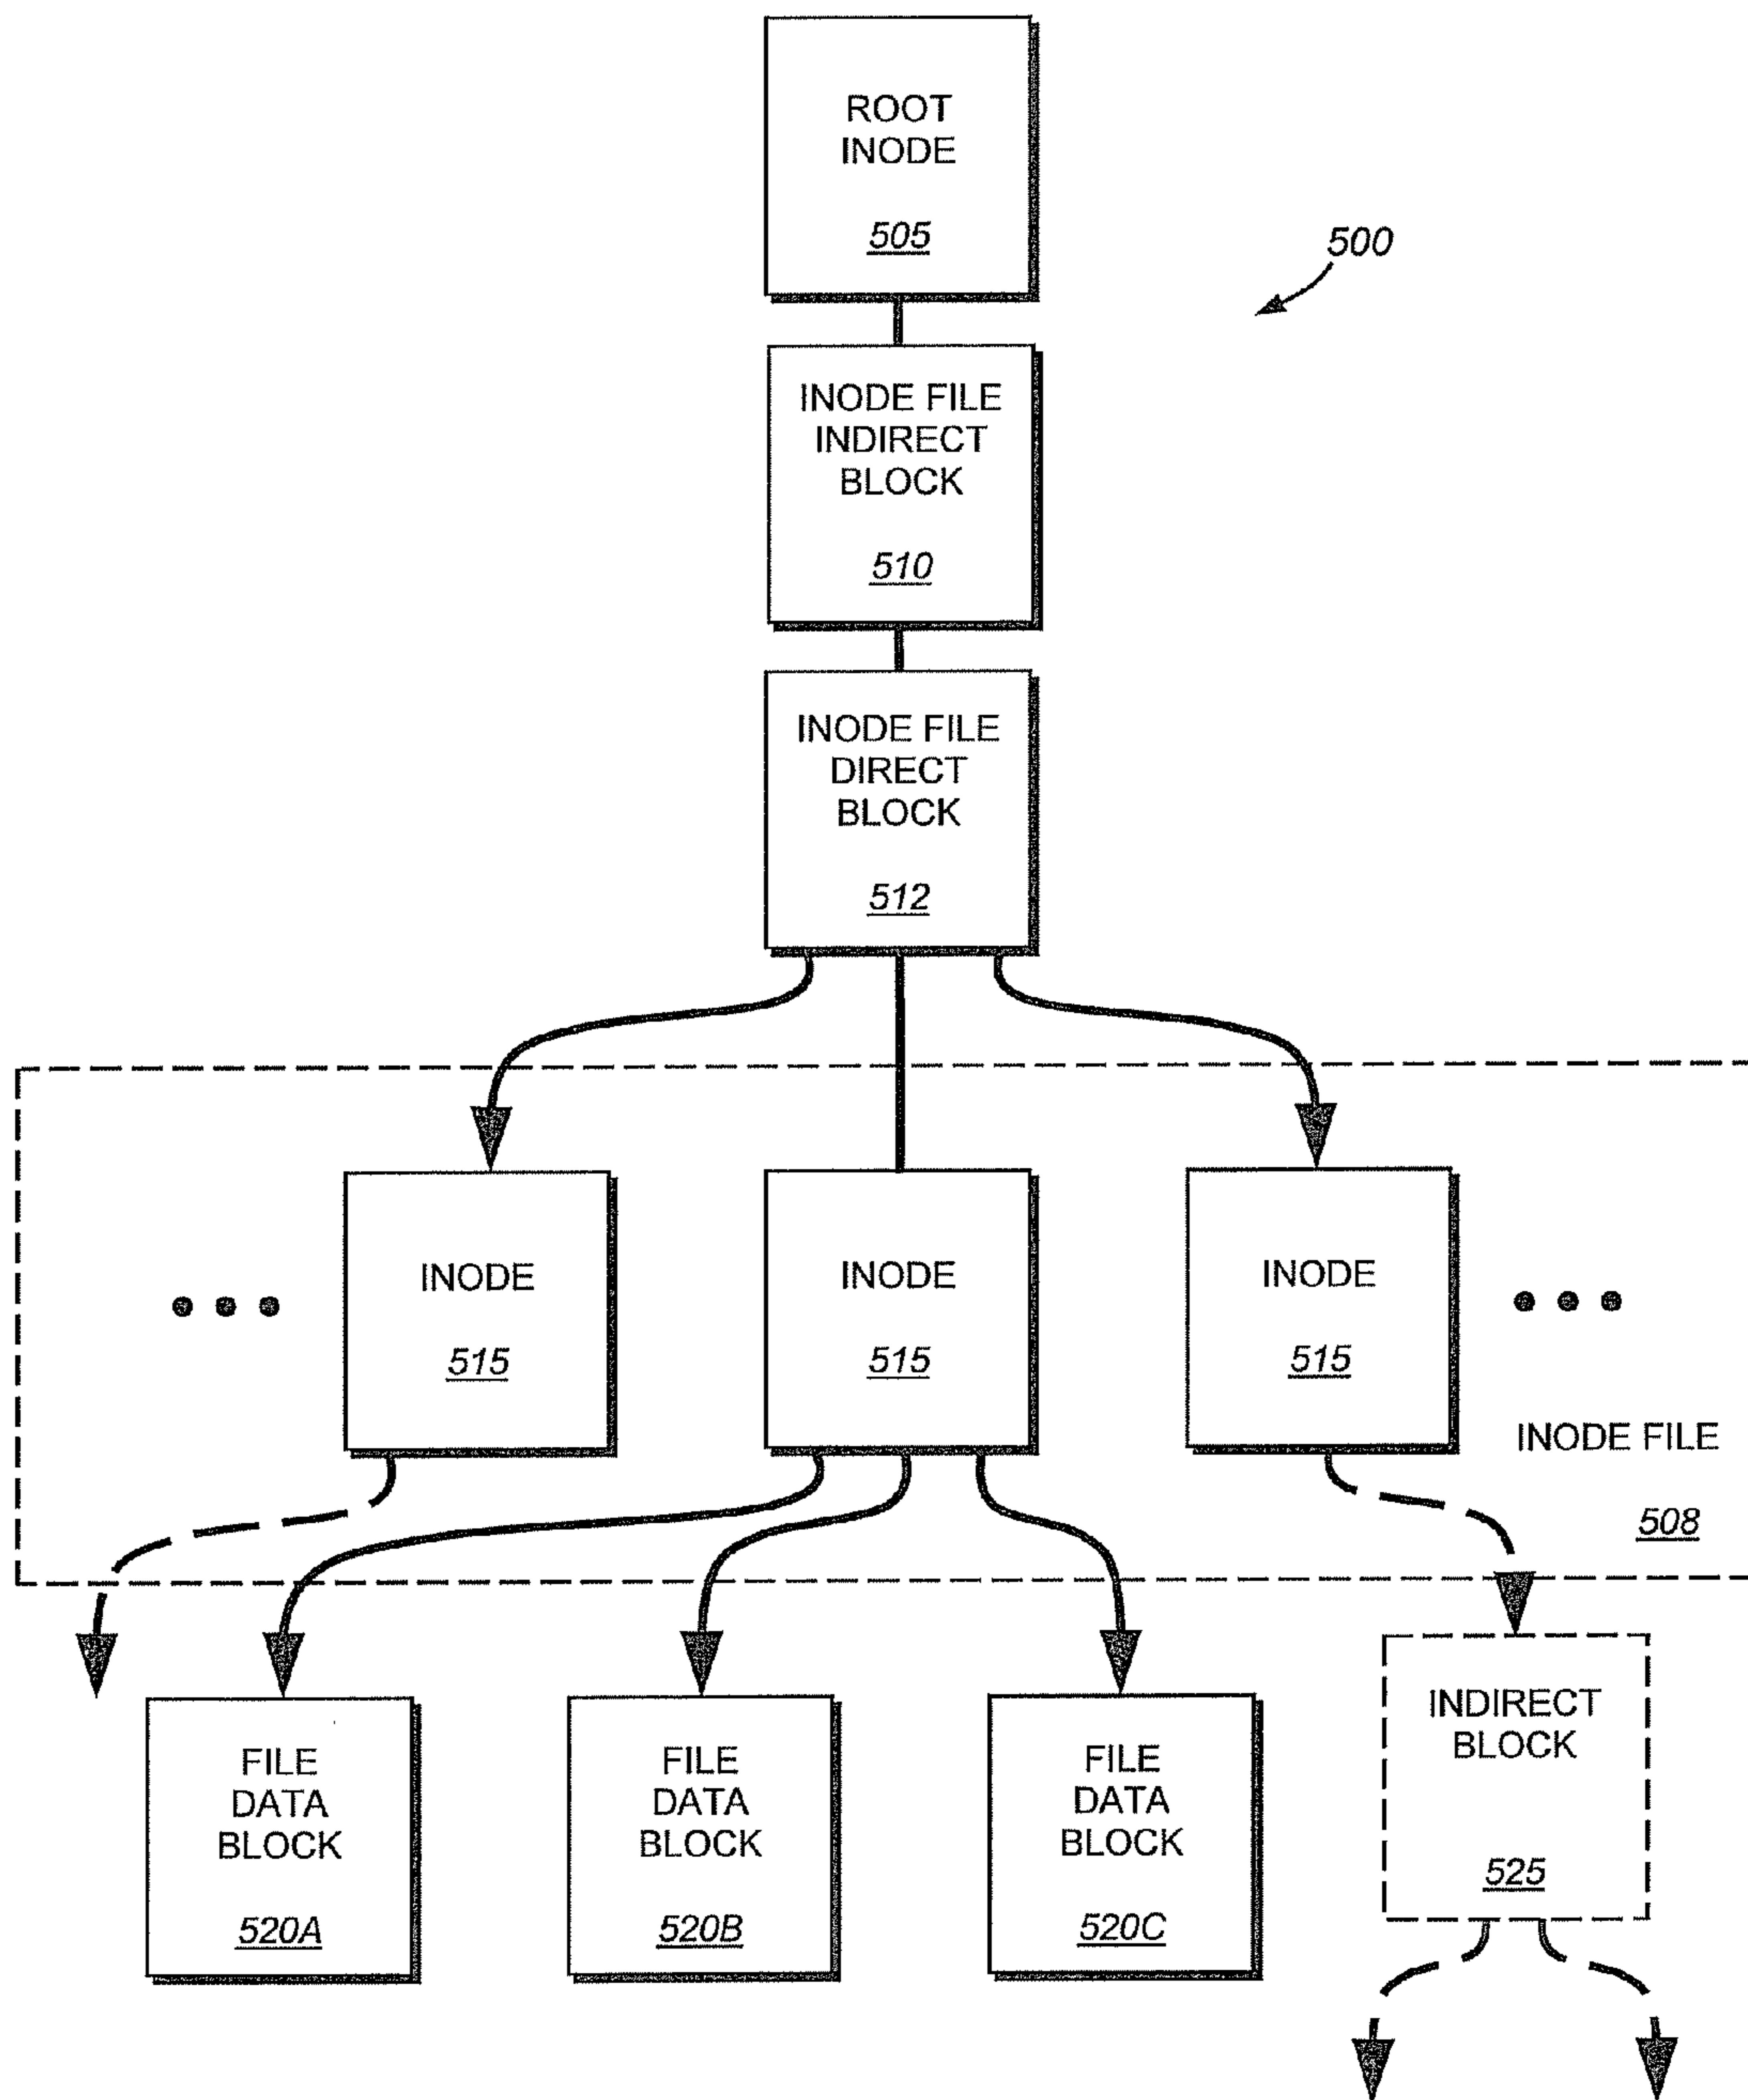 ROOT
INODE
505
500
INODE FILE
INDIRECT
BLOCK
510
INODE FILE
DIRECT
BLOCK
512
INODE
515
INODE
515
INODE
515
INODE FILE
508
FILE
DATA
BLOCK
520A
FILE
DATA
BLOCK
520B
FILE
DATA
BLOCK
520C
INDIRECT
BLOCK
525